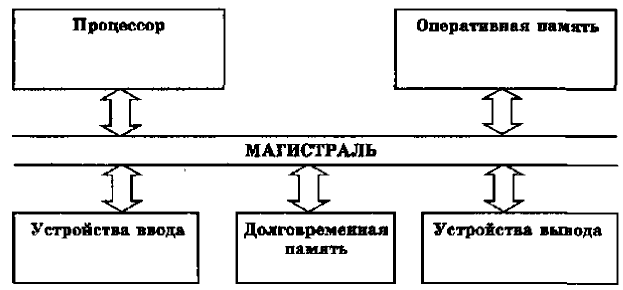 Процессор
Оперативная память
МАГИСТРАЛЬ
Устройства ввода
Долговременная
память
Устройства вывода